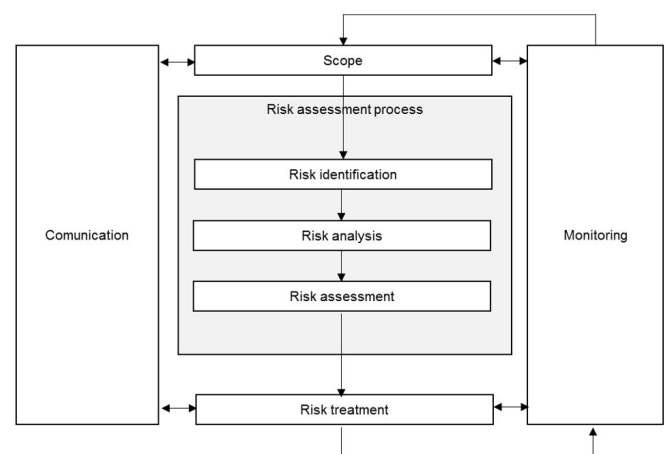 Scope
Risk assessment process
Risk identification
Comunication
Risk analysis
Monitoring
Risk assessment
Risk treatment